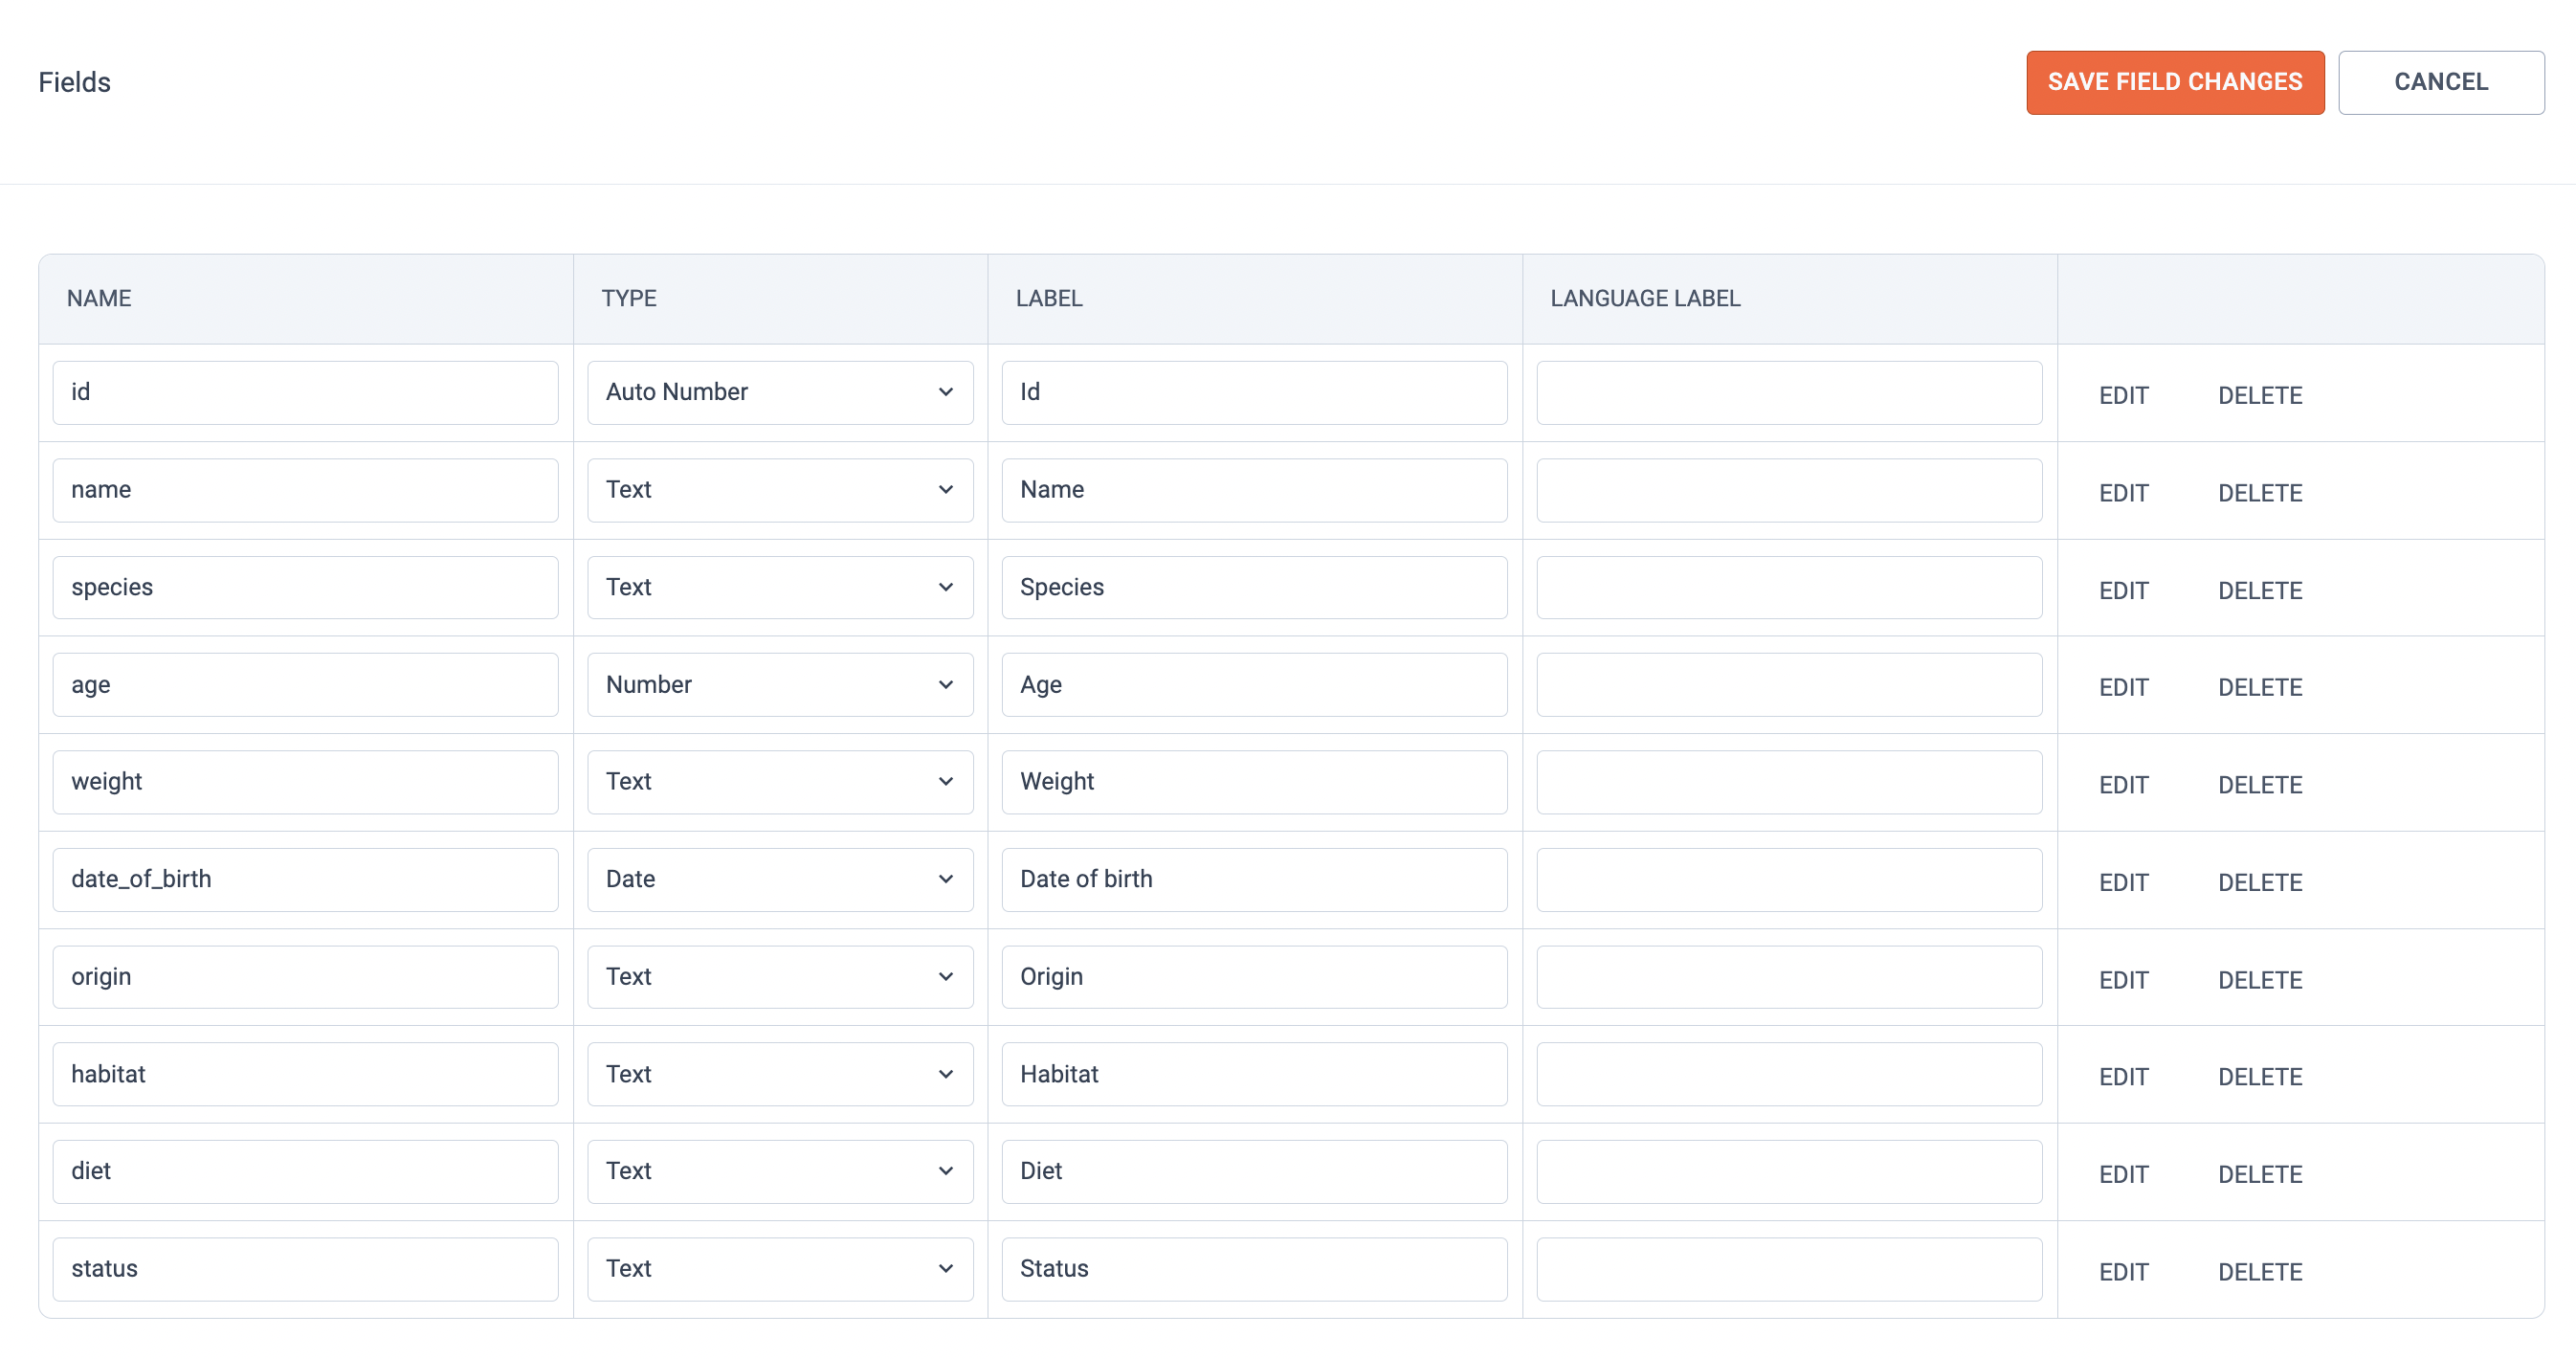 Fields
SAVE FIELD CHANGES CANCEL
NAME TYPE LABEL LANGUAGE LABEL
id Auto Number Id EDIT DELETE
name Text Name EDIT DELETE
species Text Species EDIT DELETE
age Number Age EDIT DELETE
weight Text Weight EDIT DELETE
date_of_birth Date Date of birth EDIT DELETE
origin Text Origin EDIT DELETE
habitat Text Habitat EDIT DELETE
diet Text Diet EDIT DELETE
status Text Status EDIT DELETE